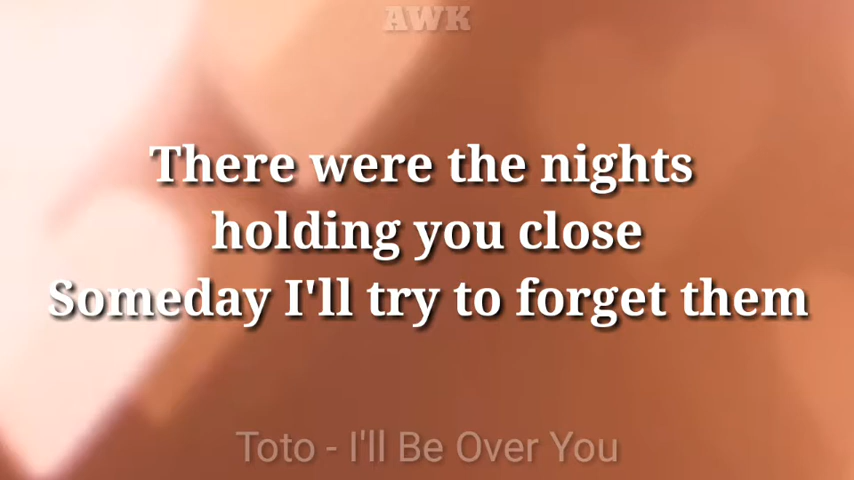 AWK
There were the nights
holding you close
Someday I'll try to forget them
Toto - I'll Be Over You